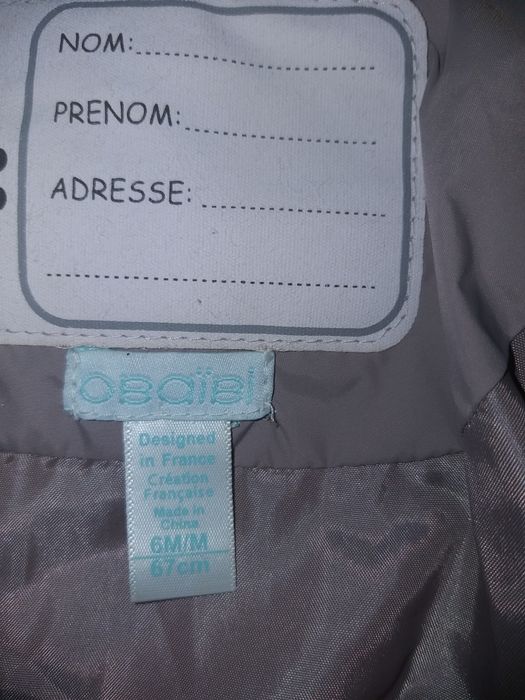 NOM:
PRENOM:
ADRESSE:
obaïbi
Designed
in France
Création
Française
Made in
China
6M/M
67cm